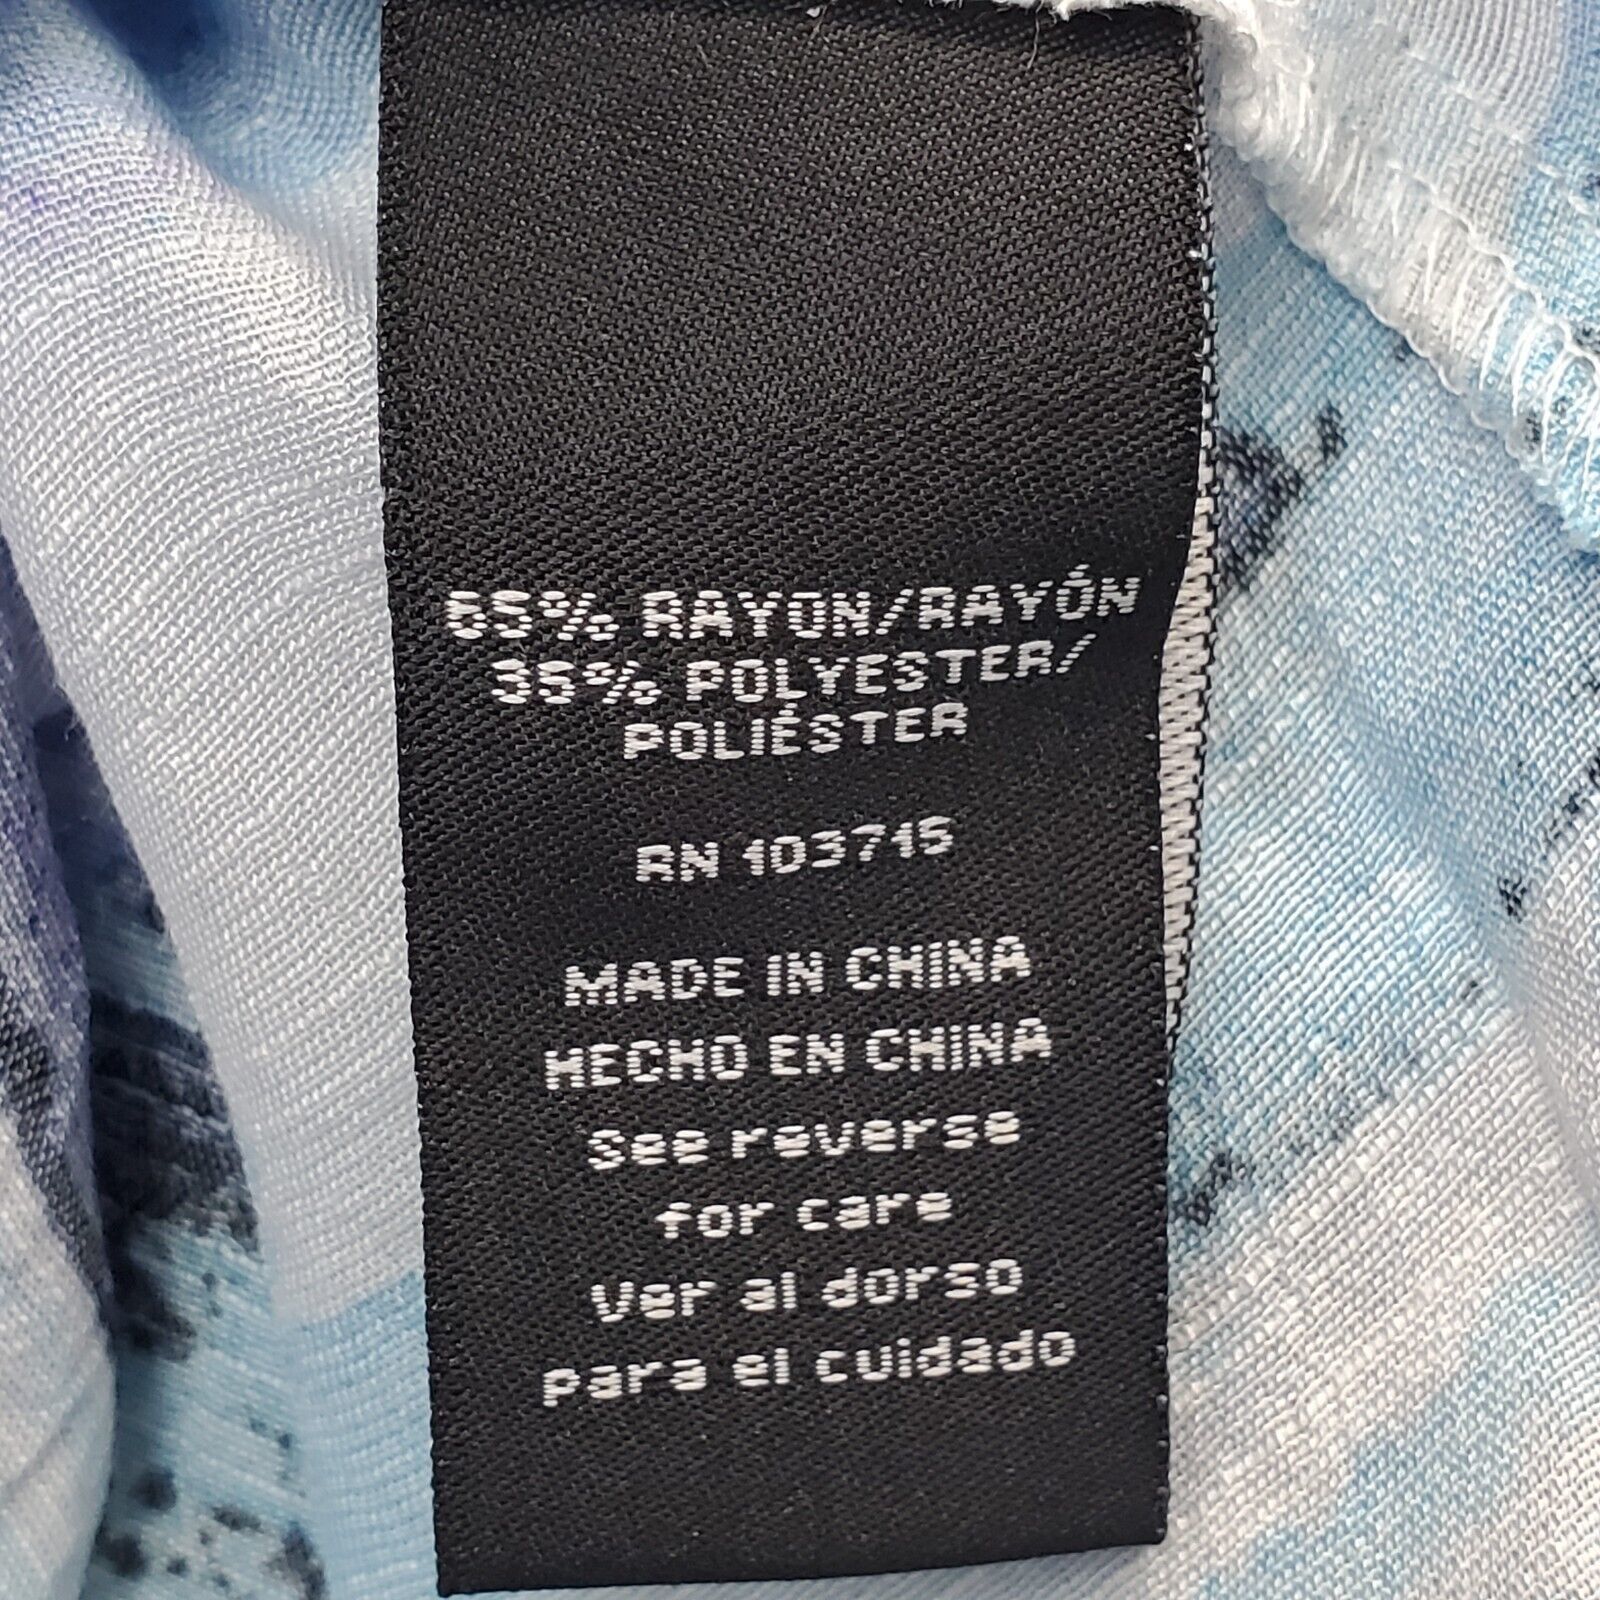 65% RAYON/RAYÓN
35% POLYESTER/
POLIÉSTER
RN 103715
MADE IN CHINA
HECHO EN CHINA
See reverse
for care
Ver al dorso
para el cuidado